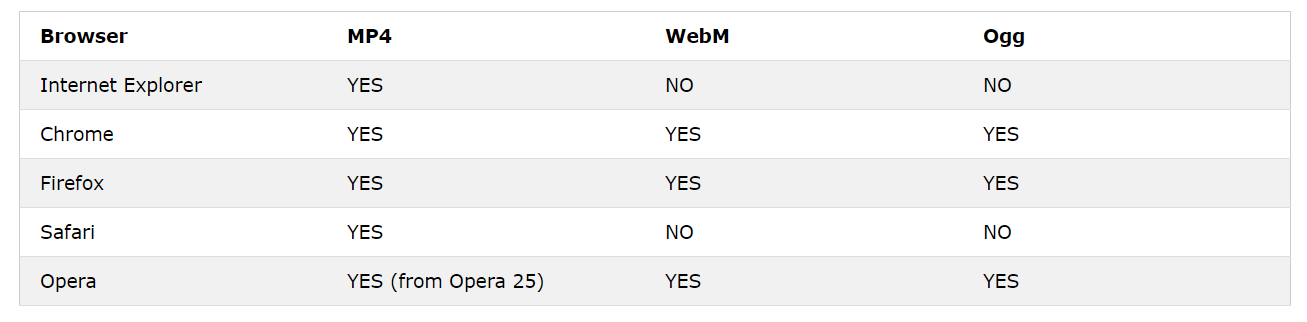 Browser MP4 WebM Ogg
Internet Explorer YES NO NO
Chrome YES YES YES
Firefox YES YES YES
Safari YES NO NO
Opera YES (from Opera 25) YES YES